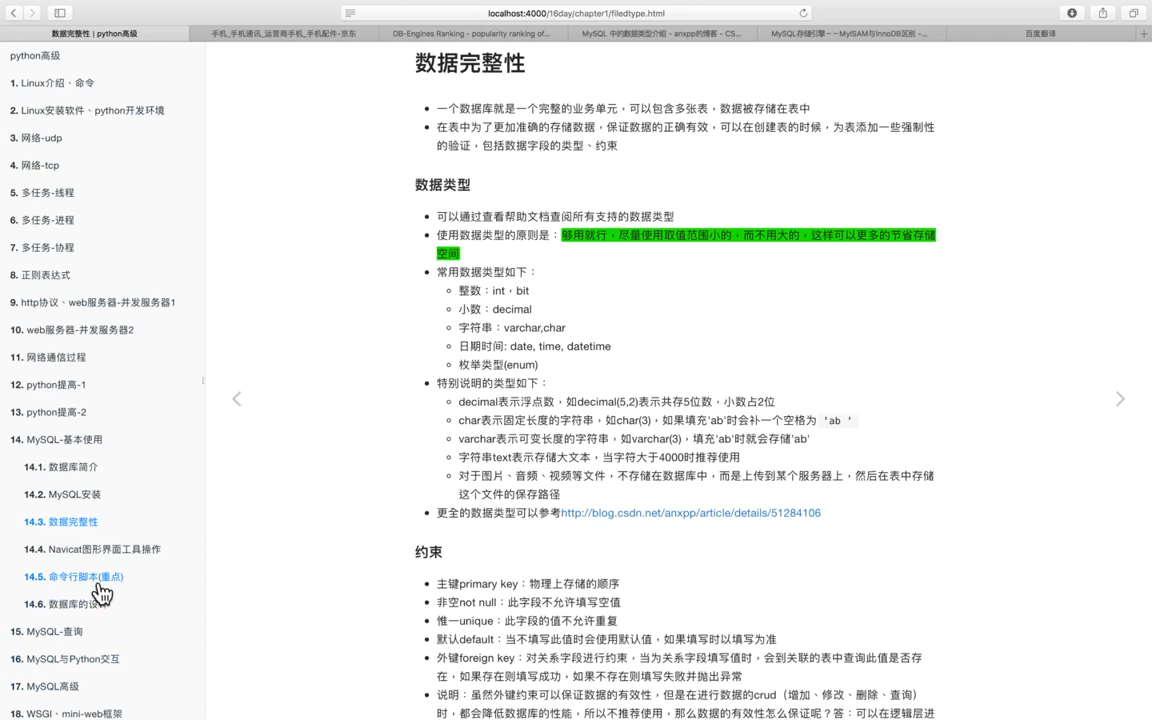 localhost:4000/16day/chapter1/filedtype.html
数据完整性 | python高级
手机_手机通讯_运营商手机_手机配件-京东
DB-Engines Ranking - popularity ranking of...
MySQL 中的数据类型介绍 - anxpp的博客 - CS...
MySQL存储引擎－－MyISAM与InnoDB区别 -...
百度翻译
python高级
1. Linux介绍、命令
2. Linux安装软件、python开发环境
3. 网络-udp
4. 网络-tcp
5. 多任务-线程
6. 多任务-进程
7. 多任务-协程
8. 正则表达式
9. http协议、web服务器-并发服务器1
10. web服务器-并发服务器2
11. 网络通信过程
12. python提高-1
13. python提高-2
14. MySQL-基本使用
14.1. 数据库简介
14.2. MySQL安装
14.3. 数据完整性
14.4. Navicat图形界面工具操作
14.5. 命令行脚本(重点)
14.6. 数据库的设
15. MySQL-查询
16. MySQL与Python交互
17. MySQL高级
18. WSGI、mini-web框架
数据完整性
一个数据库就是一个完整的业务单元，可以包含多张表，数据被存储在表中
在表中为了更加准确的存储数据，保证数据的正确有效，可以在创建表的时候，为表添加一些强制性
的验证，包括数据字段的类型、约束
数据类型
可以通过查看帮助文档查阅所有支持的数据类型
使用数据类型的原则是：够用就行，尽量使用取值范围小的，而不用大的，这样可以更多的节省存储
空间
常用数据类型如下：
整数：int，bit
小数：decimal
字符串：varchar,char
日期时间: date, time, datetime
枚举类型(enum)
特别说明的类型如下：
decimal表示浮点数，如decimal(5,2)表示共存5位数，小数占2位
char表示固定长度的字符串，如char(3)，如果填充'ab'时会补一个空格为 'ab '
varchar表示可变长度的字符串，如varchar(3)，填充'ab'时就会存储'ab'
字符串text表示存储大文本，当字符大于4000时推荐使用
对于图片、音频、视频等文件，不存储在数据库中，而是上传到某个服务器上，然后在表中存储
这个文件的保存路径
更全的数据类型可以参考http://blog.csdn.net/anxpp/article/details/51284106
约束
主键primary key：物理上存储的顺序
非空not null：此字段不允许填写空值
惟一unique：此字段的值不允许重复
默认default：当不填写此值时会使用默认值，如果填写时以填写为准
外键foreign key：对关系字段进行约束，当为关系字段填写值时，会到关联的表中查询此值是否存
在，如果存在则填写成功，如果不存在则填写失败并抛出异常
说明：虽然外键约束可以保证数据的有效性，但是在进行数据的crud（增加、修改、删除、查询）
时，都会降低数据库的性能，所以不推荐使用，那么数据的有效性怎么保证呢？答：可以在逻辑层进